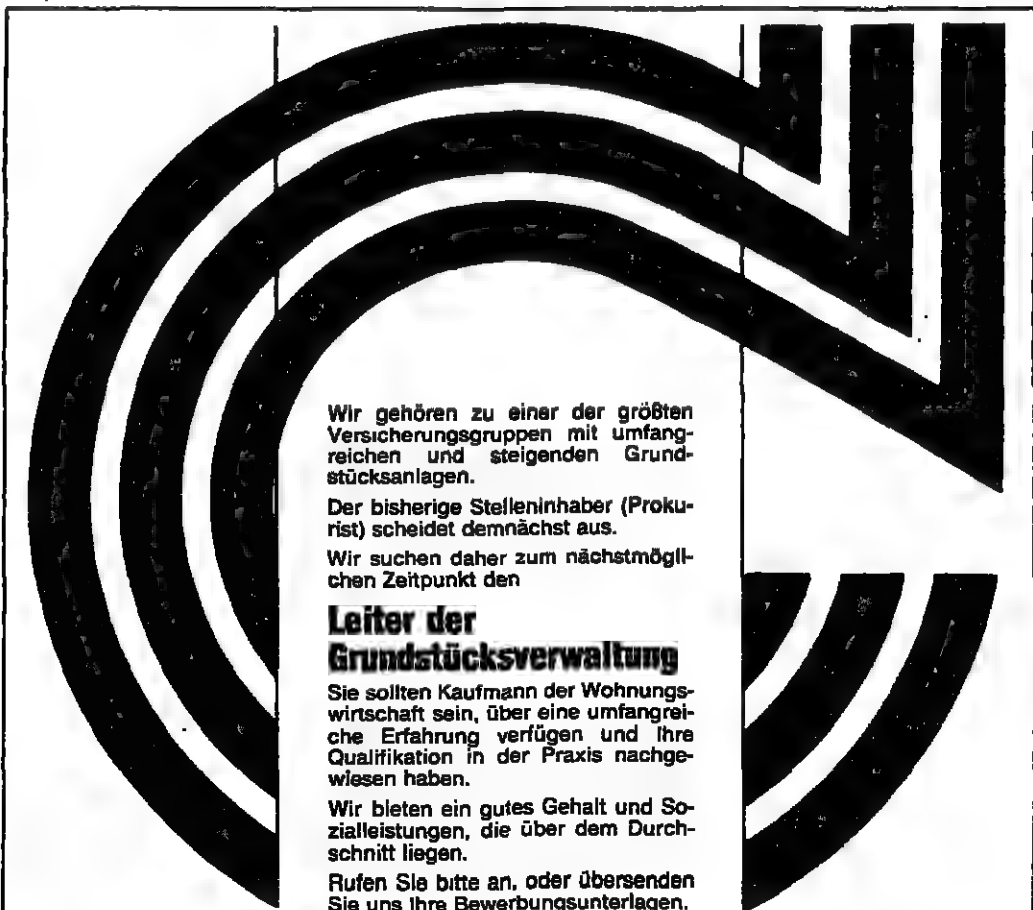 Wir gehören zu einer der größten
Versicherungsgruppen mit umfang-
reichen und steigenden Grund-
stücksanlagen.
Der bisherige Stelleninhaber (Proku-
rist) scheidet demnächst aus.
Wir suchen daher zum nächstmögli-
chen Zeitpunkt den
Leiter der
Grundstücksverwaltung
Sie sollten Kaufmann der Wohnungs-
wirtschaft sein, über eine umfangrei-
che Erfahrung verfügen und Ihre
Qualifikation in der Praxis nachge-
wiesen haben.
Wir bieten ein gutes Gehalt und So-
zialleistungen, die über dem Durch-
schnitt liegen.
Rufen Sie bitte an, oder übersenden
Sie uns Ihre Bewerbungsunterlagen.